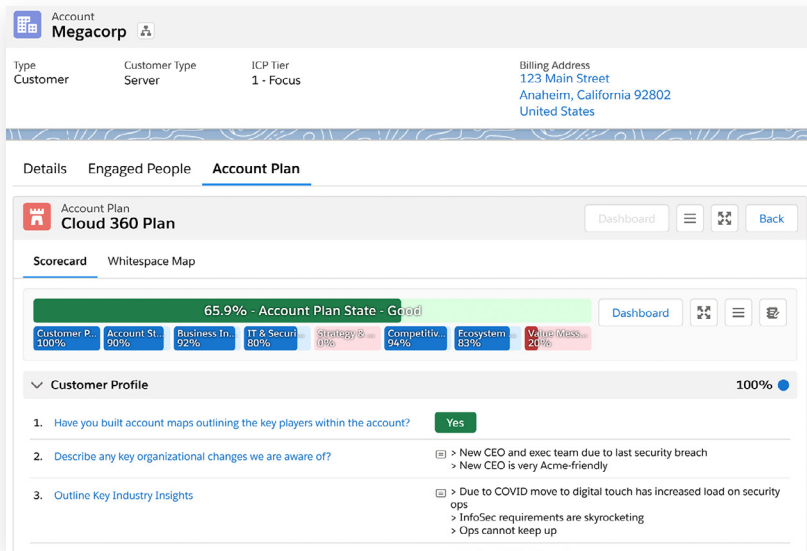 Account
Megacorp
Type
Customer
Customer Type
Server
ICP Tier
1 - Focus
Billing Address
123 Main Street
Anaheim, California 92802
United States
Details Engaged People Account Plan
Account Plan
Cloud 360 Plan
Dashboard Back
Scorecard Whitespace Map
65.9% - Account Plan State - Good
Dashboard
Customer P... 100%
Account St... 90%
Business In... 92%
IT & Securi... 80%
Strategy & ... 0%
Competitiv... 94%
Ecosystem 83%
Value Mess... 20%
Customer Profile 100%
1. Have you built account maps outlining the key players within the account? Yes
2. Describe any key organizational changes we are aware of?
> New CEO and exec team due to last security breach
> New CEO is very Acme-friendly
3. Outline Key Industry Insights
> Due to COVID move to digital touch has increased load on security
ops
> InfoSec requirements are skyrocketing
> Ops cannot keep up